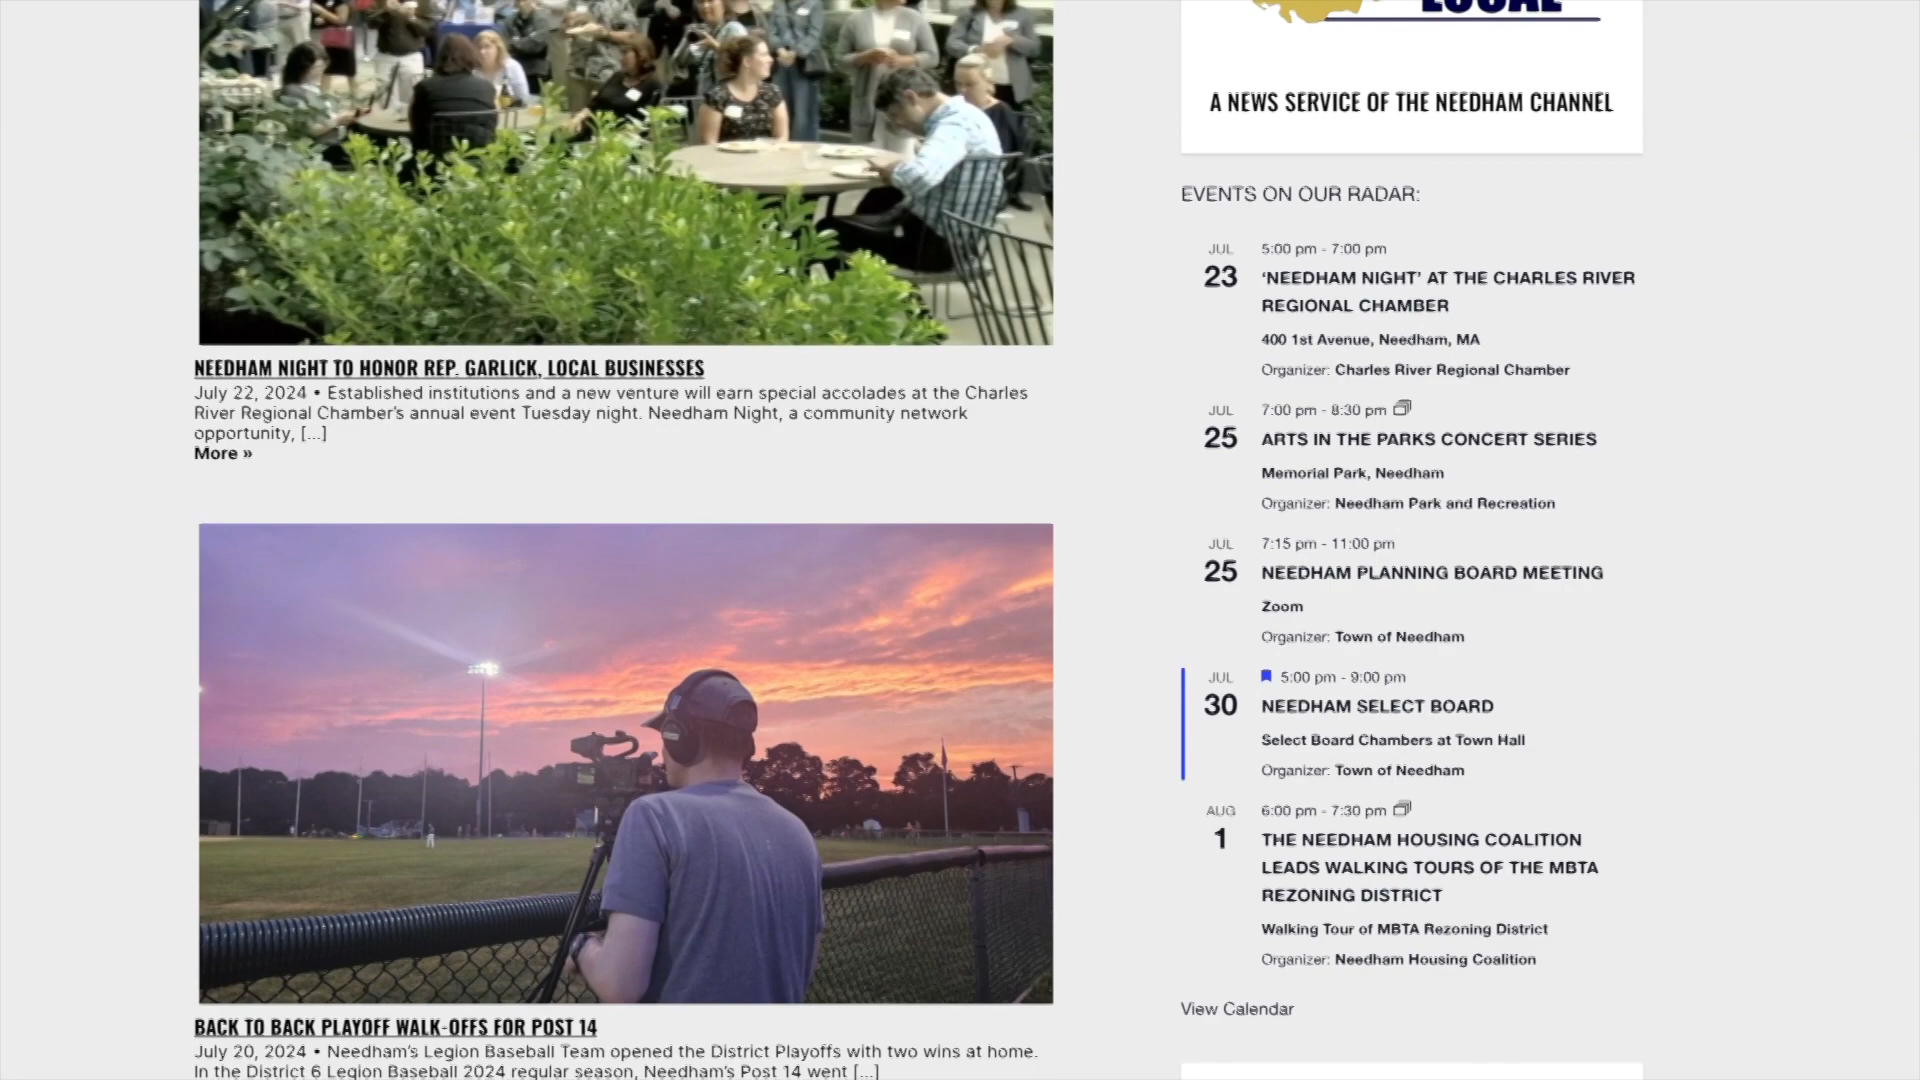 NEEDHAM NIGHT TO HONOR REP. GARLICK, LOCAL BUSINESSES
July 22, 2024 • Established institutions and a new venture will earn special accolades at the Charles
River Regional Chamber's annual event Tuesday night. Needham Night, a community network
opportunity, [...]
More »
BACK TO BACK PLAYOFF WALK-OFFS FOR POST 14
July 20, 2024 • Needham's Legion Baseball Team opened the District Playoffs with two wins at home.
In the District 6 Legion Baseball 2024 regular season, Needham's Post 14 went [...]
LOCAL
A NEWS SERVICE OF THE NEEDHAM CHANNEL
EVENTS ON OUR RADAR:
JUL 5:00 pm - 7:00 pm
23 ‘NEEDHAM NIGHT’ AT THE CHARLES RIVER
REGIONAL CHAMBER
400 1st Avenue, Needham, MA
Organizer: Charles River Regional Chamber
JUL 7:00 pm - 8:30 pm
25 ARTS IN THE PARKS CONCERT SERIES
Memorial Park, Needham
Organizer: Needham Park and Recreation
JUL 7:15 pm - 11:00 pm
25 NEEDHAM PLANNING BOARD MEETING
Zoom
Organizer: Town of Needham
JUL 5:00 pm - 9:00 pm
30 NEEDHAM SELECT BOARD
Select Board Chambers at Town Hall
Organizer: Town of Needham
AUG 6:00 pm - 7:30 pm
1 THE NEEDHAM HOUSING COALITION
LEADS WALKING TOURS OF THE MBTA
REZONING DISTRICT
Walking Tour of MBTA Rezoning District
Organizer: Needham Housing Coalition
View Calendar